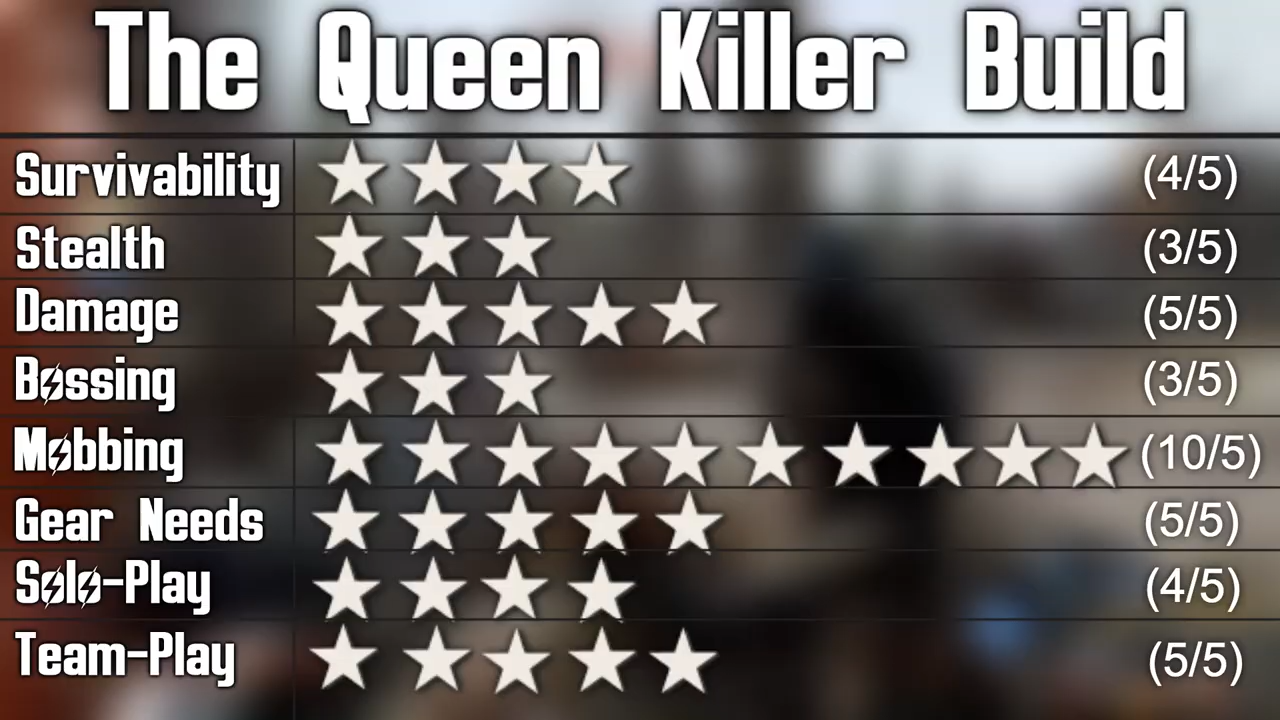 The Queen Killer Build
Survivability (4/5)
Stealth (3/5)
Damage (5/5)
Bossing (3/5)
Mobbing (10/5)
Gear Needs (5/5)
Solo-Play (4/5)
Team-Play (5/5)